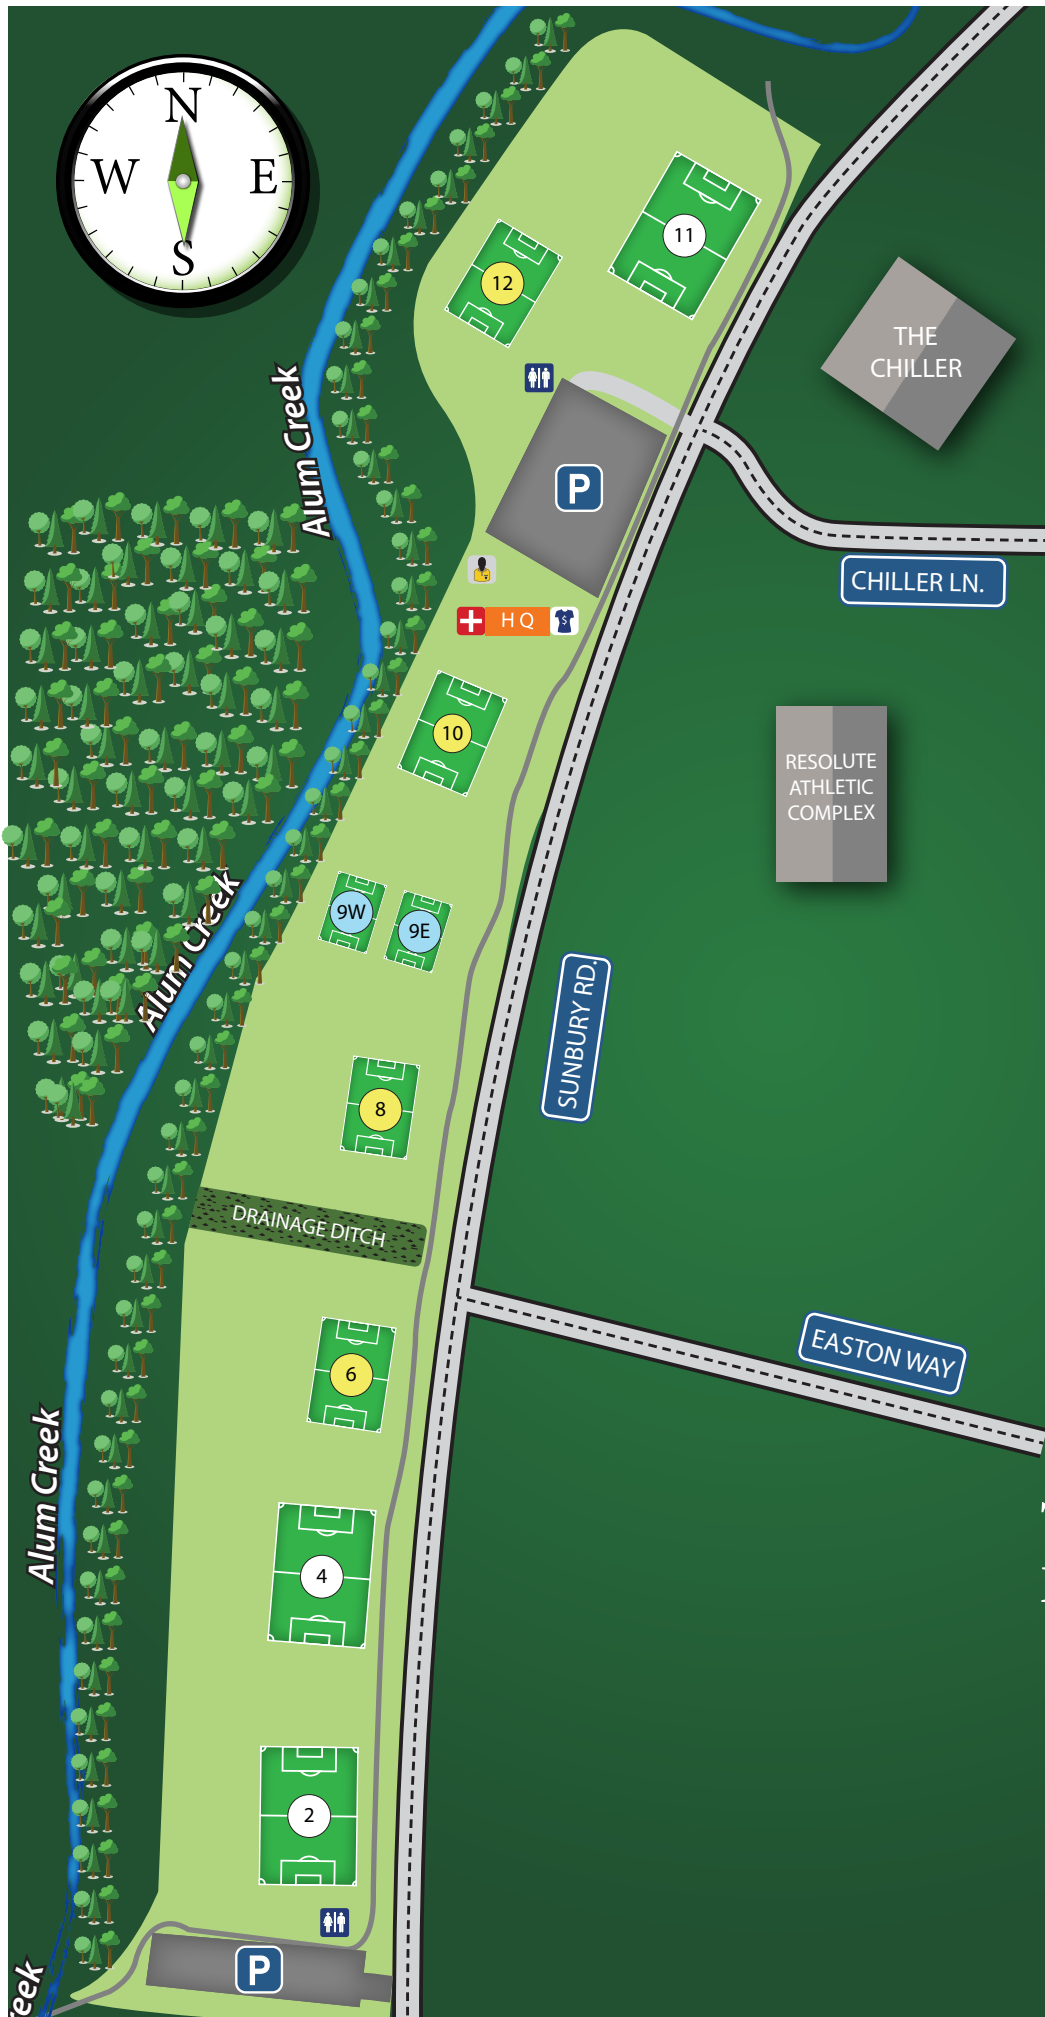 N
W
E
S
11
12
THE
CHILLER
Alum Creek
P
CHILLER LN.
$
HQ
10
RESOLUTE
ATHLETIC
COMPLEX
9W
9E
Alum Creek
SUNBURY RD.
8
DRAINAGE DITCH
EASTON WAY
6
Alum Creek
4
2
P
reek